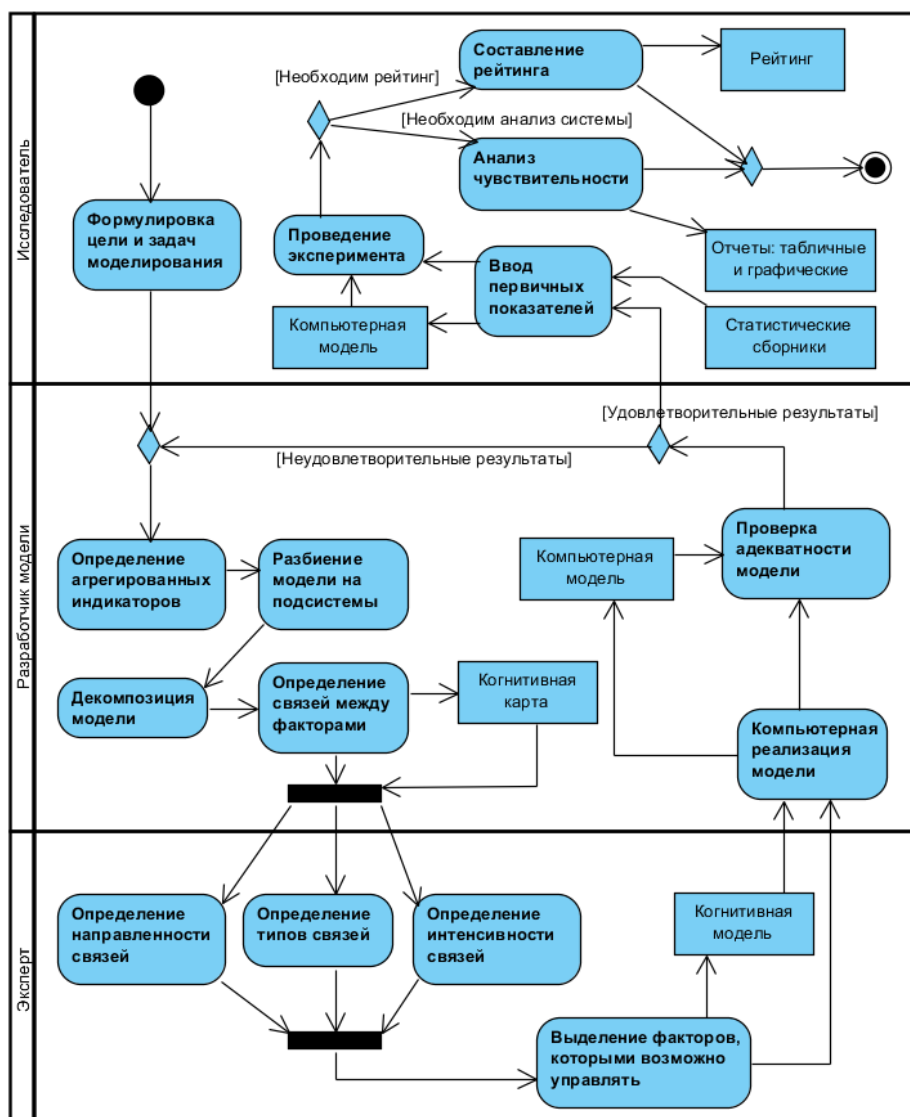 Исследователь
Составление
рейтинга
Рейтинг
[Необходим рейтинг]
[Необходим анализ системы]
Анализ
чувствительности
Формулировка
цели и задач
моделирования
Проведение
эксперимента
Ввод
первичных
показателей
Отчеты: табличные
и графические
Компьютерная
модель
Статистические
сборники
Разработчик модели
[Удовлетворительные результаты]
[Неудовлетворительные результаты]
Определение
агрегированных
индикаторов
Разбиение
модели на
подсистемы
Компьютерная
модель
Проверка
адекватности
модели
Декомпозиция
модели
Определение
связей между
факторами
Когнитивная
карта
Компьютерная
реализация
модели
Эксперт
Определение
направленности
связей
Определение
типов связей
Определение
интенсивности
связей
Когнитивная
модель
Выделение факторов,
которыми возможно
управлять